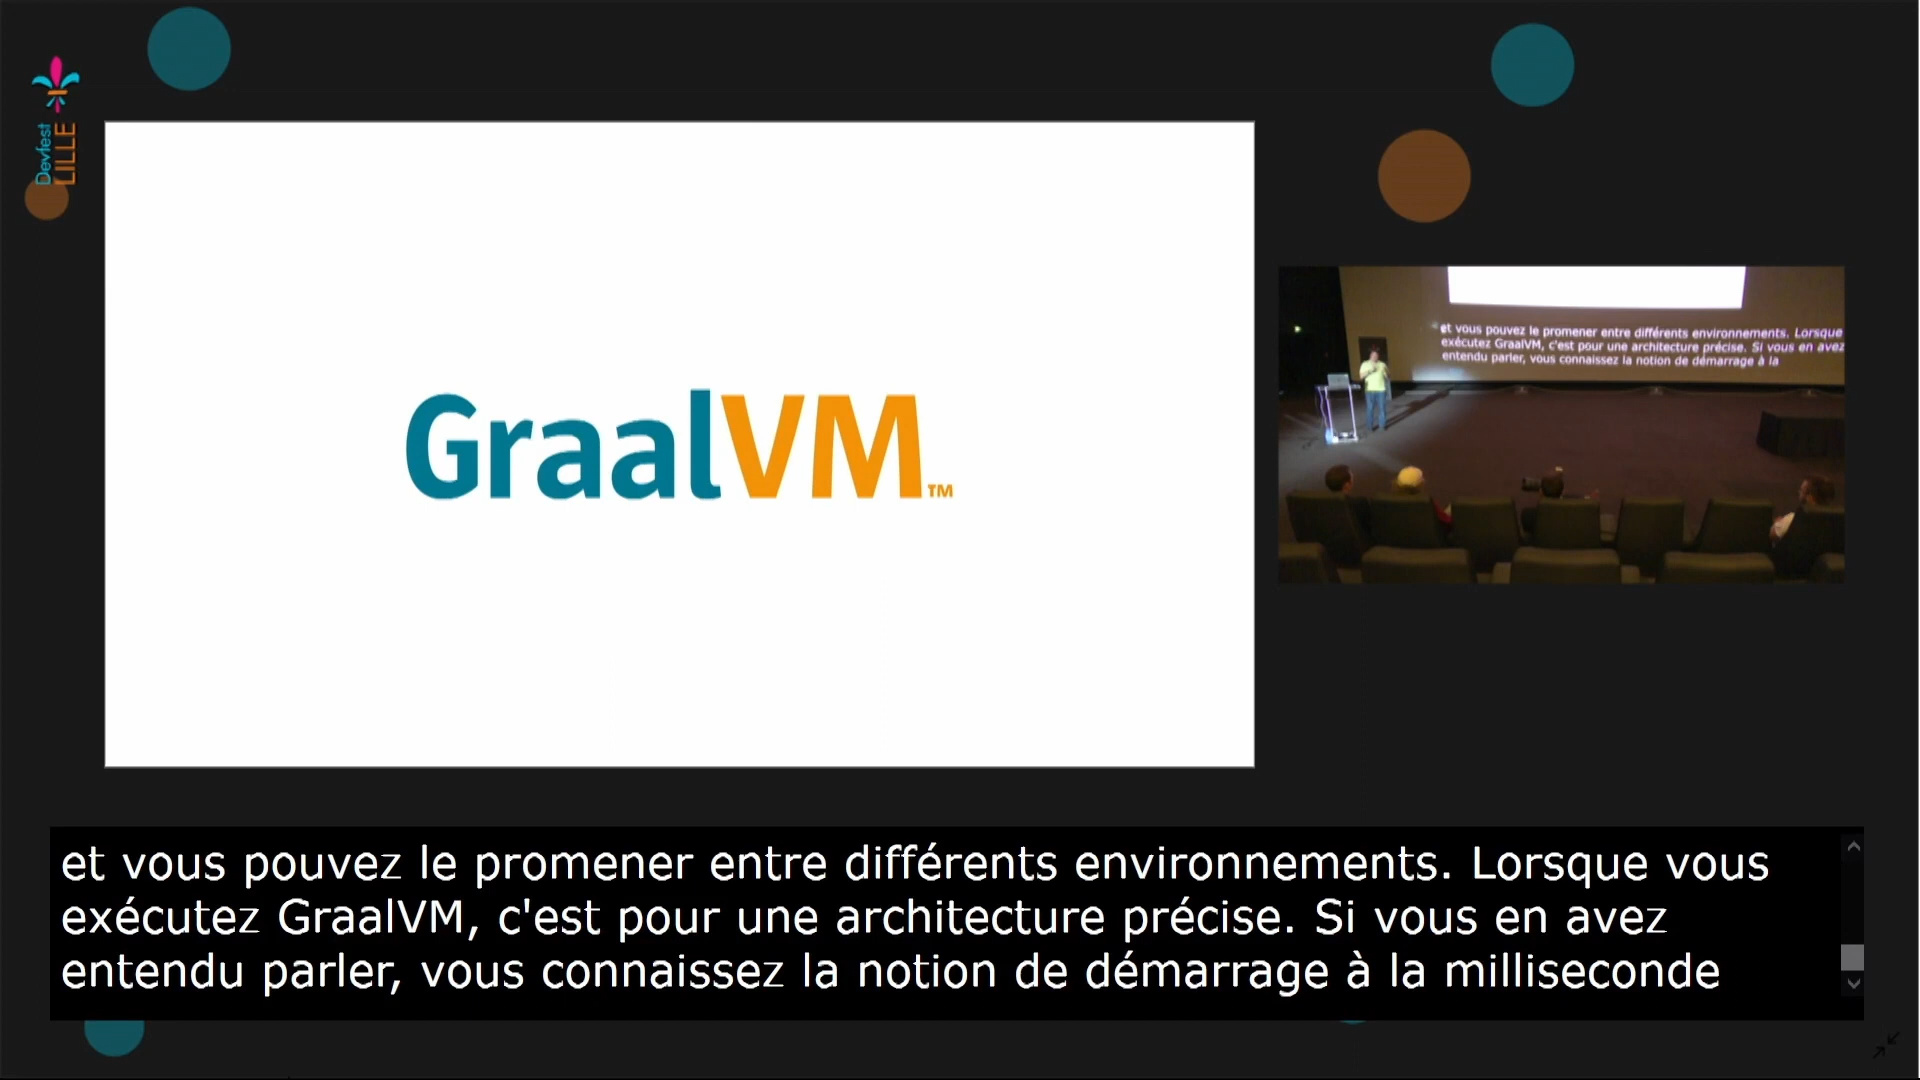 Devfest
LILLE
GraalVM™
et vous pouvez le promener entre différents environnements. Lorsque
exécutez GraalVM, c'est pour une architecture précise. Si vous en avez
entendu parler, vous connaissez la notion de démarrage à la
et vous pouvez le promener entre différents environnements. Lorsque vous
exécutez GraalVM, c'est pour une architecture précise. Si vous en avez
entendu parler, vous connaissez la notion de démarrage à la milliseconde